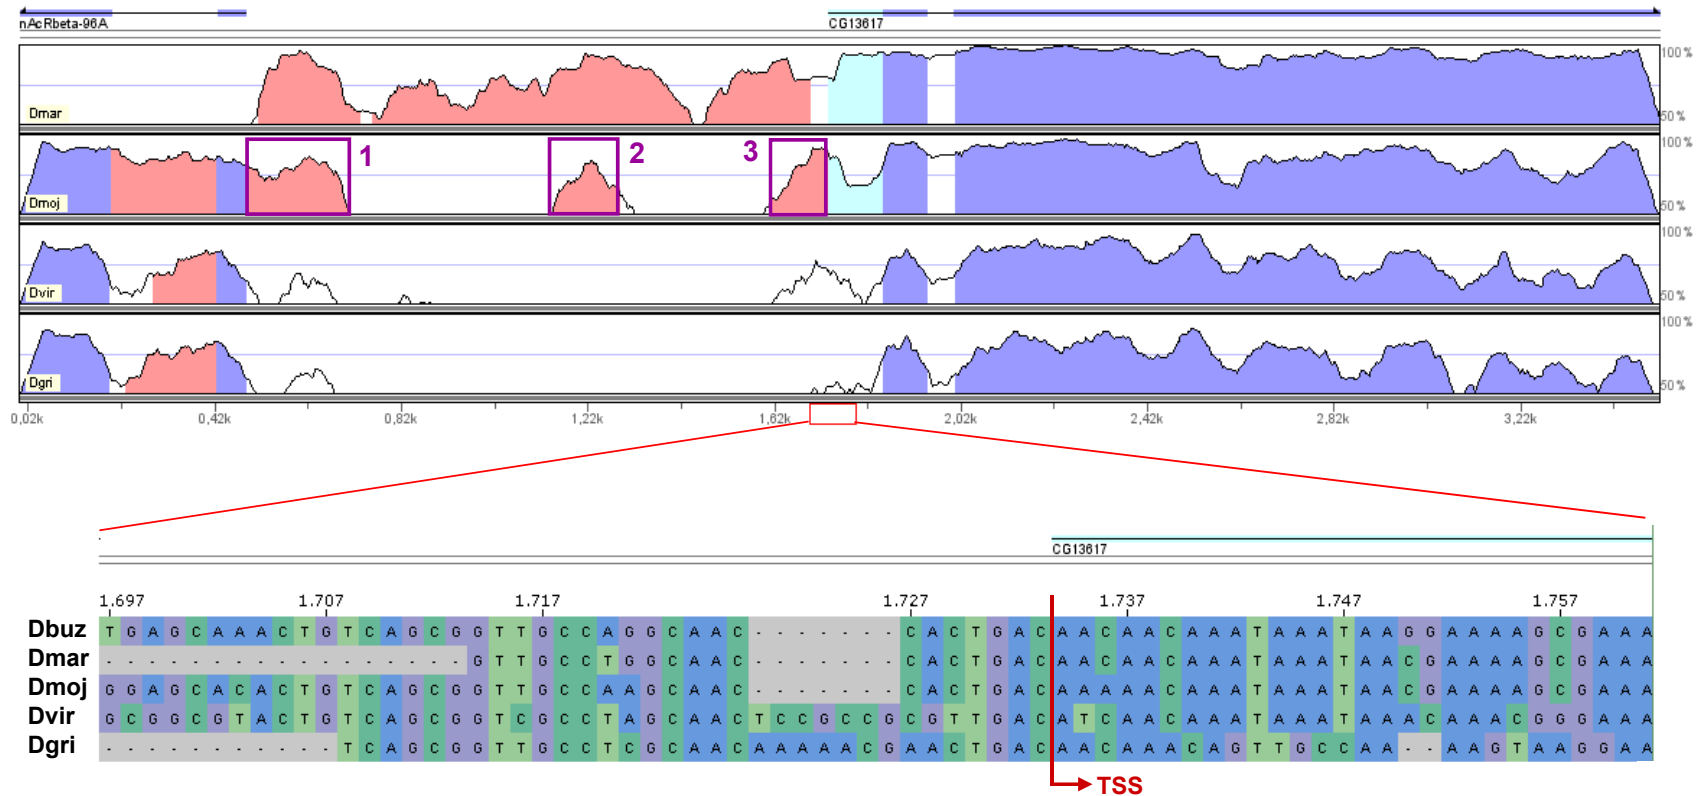 nAcRbeta-96A CG13617
100%
Dmar
50%
100%
1 2 3
Dmoj
50%
100%
Dvir
50%
100%
Dgri
50%
0,02k 0,42k 0,82k 1,22k 1,62k 2,02k 2,42k 2,82k 3,22k
CG13617
1.697 1.707 1.717 1.727 1.737 1.747 1.757
Dbuz T G A G C A A A C T G T C A G C G G T T G C C A G G C A A C - - - - - - - C A C T G A C A A C A A C A A A T A A A T A A G G A A A A G C G A A A
Dmar - - - - - - - - - - - - - - - - - G T T G C C T G G C A A C - - - - - - - C A C T G A C A A C A A C A A A T A A A T A A C G A A A A G C G A A A
Dmoj G G A G C A C A C T G T C A G C G G T T G C C A A G C A A C - - - - - - - C A C T G A C A A A A A C A A A T A A A T A A C G A A A A G C G A A A
Dvir G C G G C G T A C T G T C A G C G G T C G C C T A G C A A C T C C G C C G C G T T G A C A T C A A C A A A T A A A T A A A C A A A C G G G A A A
Dgri - - - - - - - - - - - T C A G C G G T T G C C T C G C A A C A A A A A C G A A C T G A C A A C A A A C A G T T G C C A A - - A A G T A A G G A A
TSS